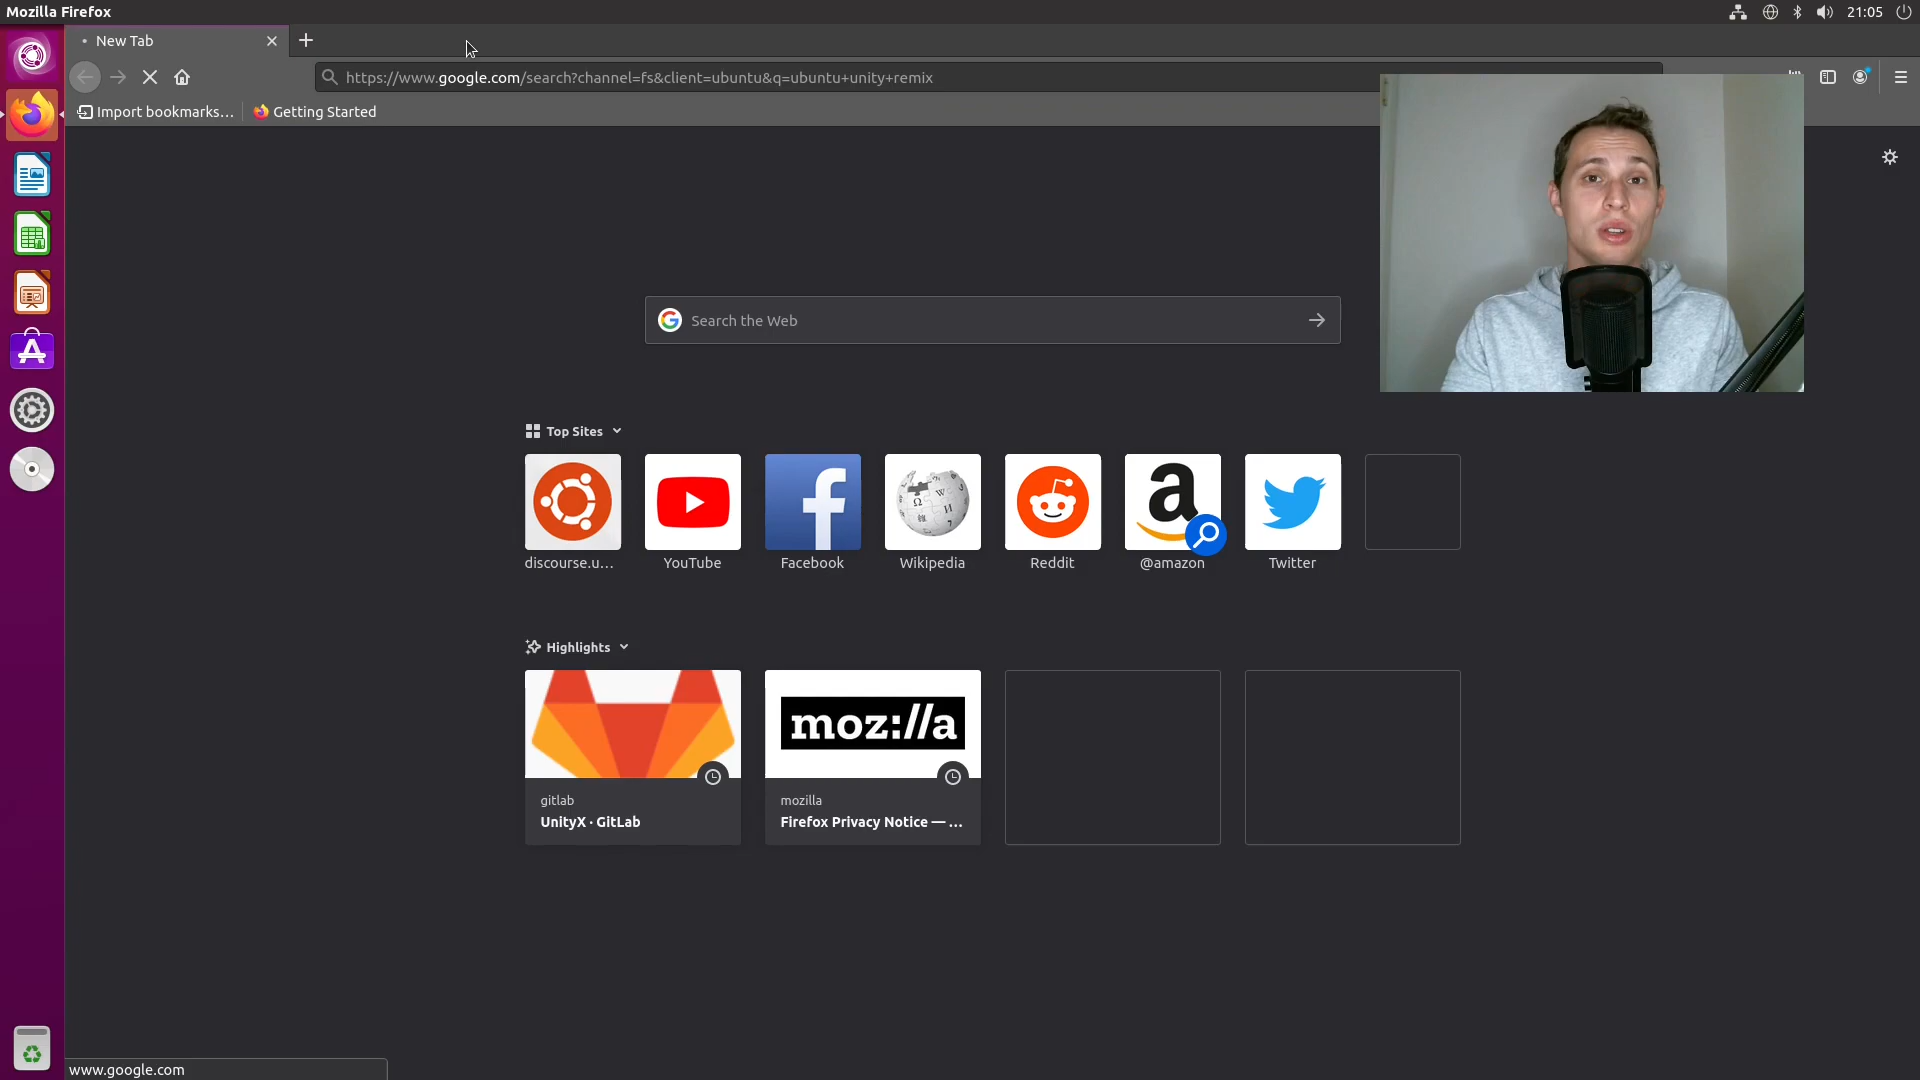 Mozilla Firefox
21:05
New Tab
https://www.google.com/search?channel=fs&client=ubuntu&q=ubuntu+unity+remix
Import bookmarks...
Getting Started
Search the Web
Top Sites
discourse.u...
YouTube
Facebook
Wikipedia
Reddit
@amazon
Twitter
Highlights
moz://a
gitlab
UnityX · GitLab
mozilla
Firefox Privacy Notice — ...
www.google.com